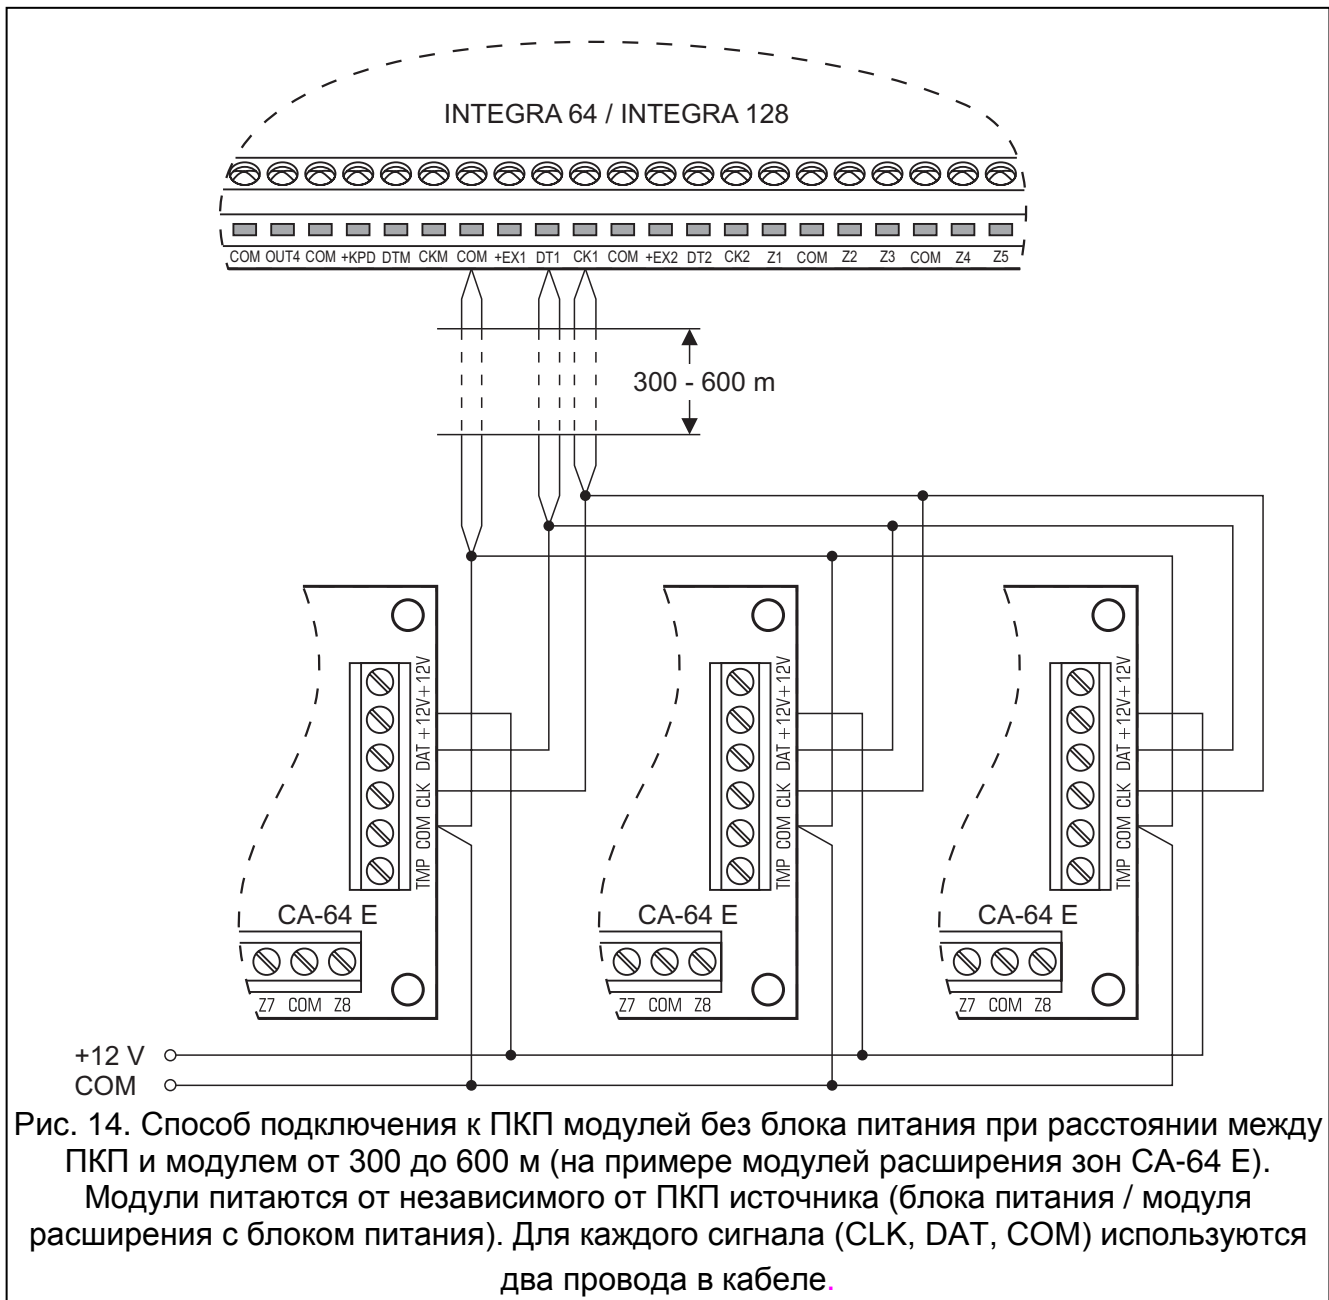 INTEGRA 64 / INTEGRA 128
COM OUT4 COM +KPD DTM CKM COM +EX1 DT1 CK1 COM +EX2 DT2 CK2 Z1 COM Z2 Z3 COM Z4 Z5
300 - 600 m
TMP COM CLK DAT +12V +12V
TMP COM CLK DAT +12V +12V
TMP COM CLK DAT +12V +12V
CA-64 E
CA-64 E
CA-64 E
Z7 COM Z8
Z7 COM Z8
Z7 COM Z8
+12 V
COM
Рис. 14. Способ подключения к ПКП модулей без блока питания при расстоянии между
ПКП и модулем от 300 до 600 м (на примере модулей расширения зон CA-64 E).
Модули питаются от независимого от ПКП источника (блока питания / модуля
расширения с блоком питания). Для каждого сигнала (CLK, DAT, COM) используются
два провода в кабеле.